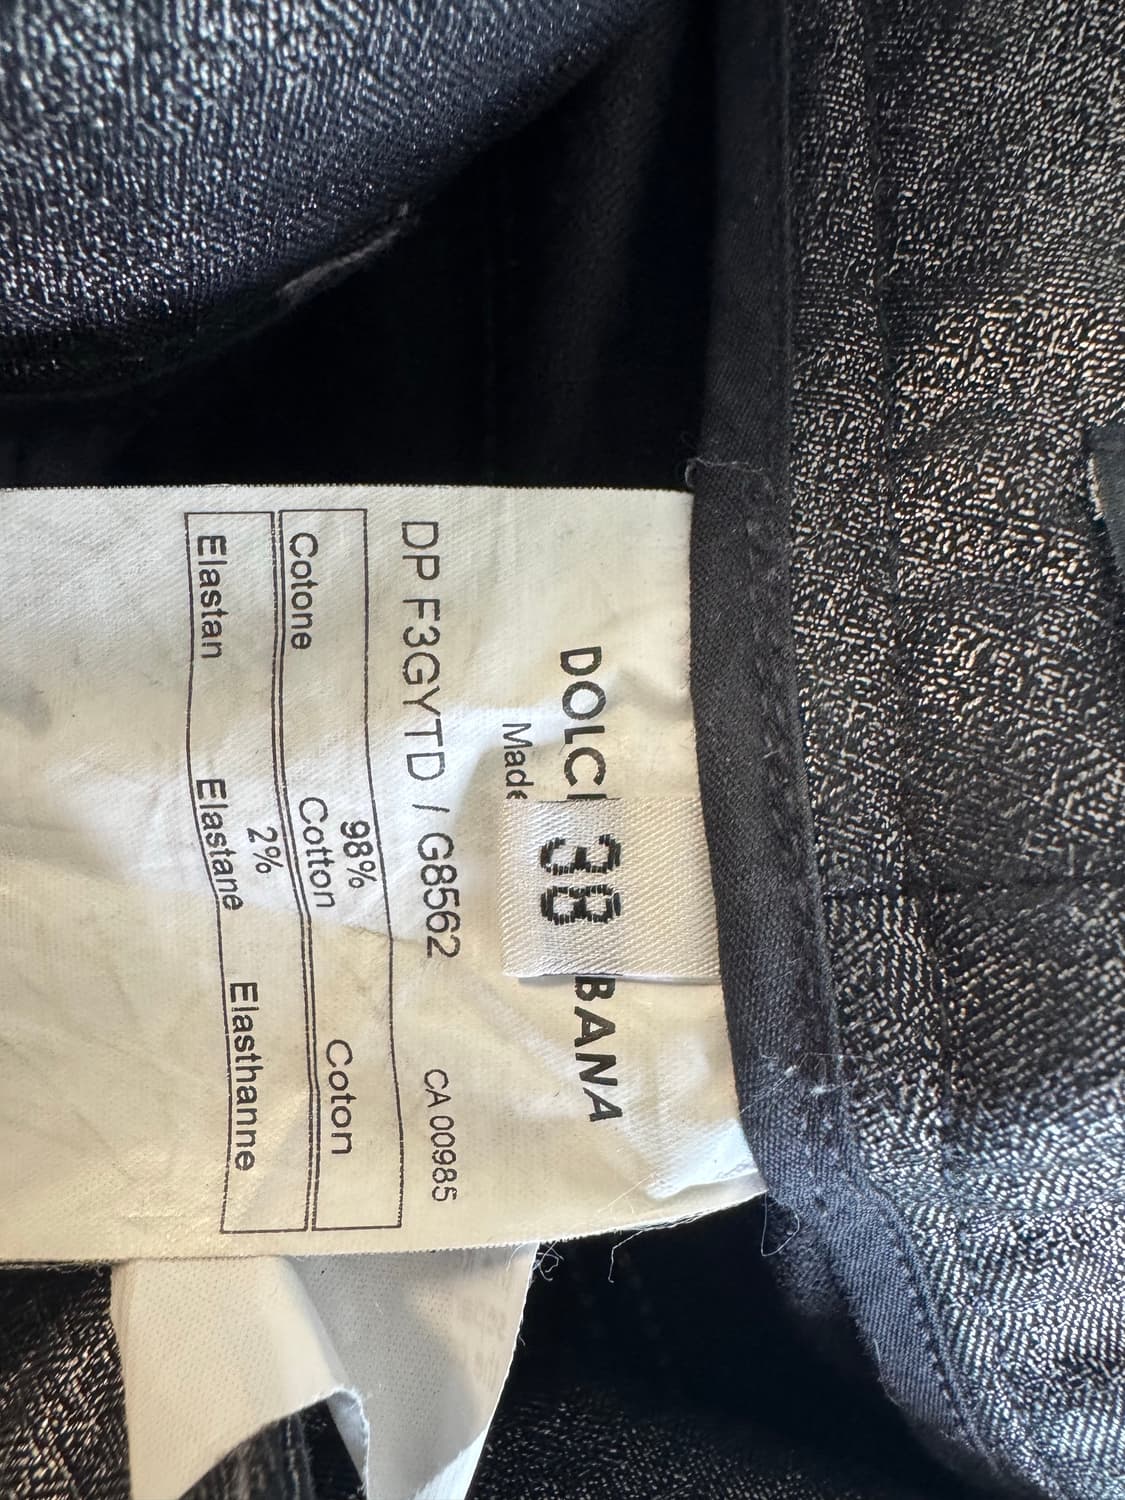 DOLC BANA
38
Made
DP F3GYTD / G8562 CA 00985
98%
Cotone Cotton Coton
2%
Elastan Elastane Elasthanne